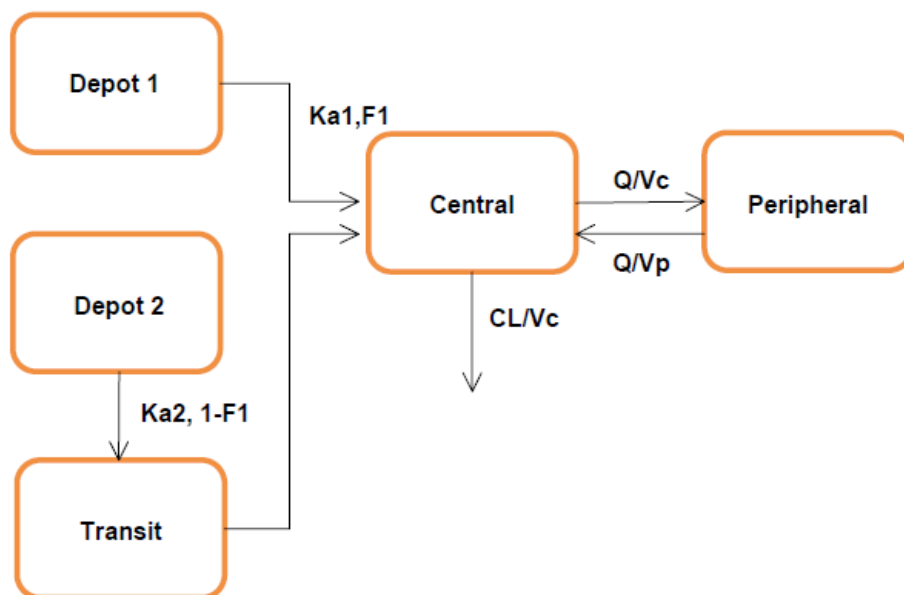 Depot 1
Ka1,F1
Central
Q/Vc
Q/Vp
Peripheral
CL/Vc
Depot 2
Ka2, 1-F1
Transit